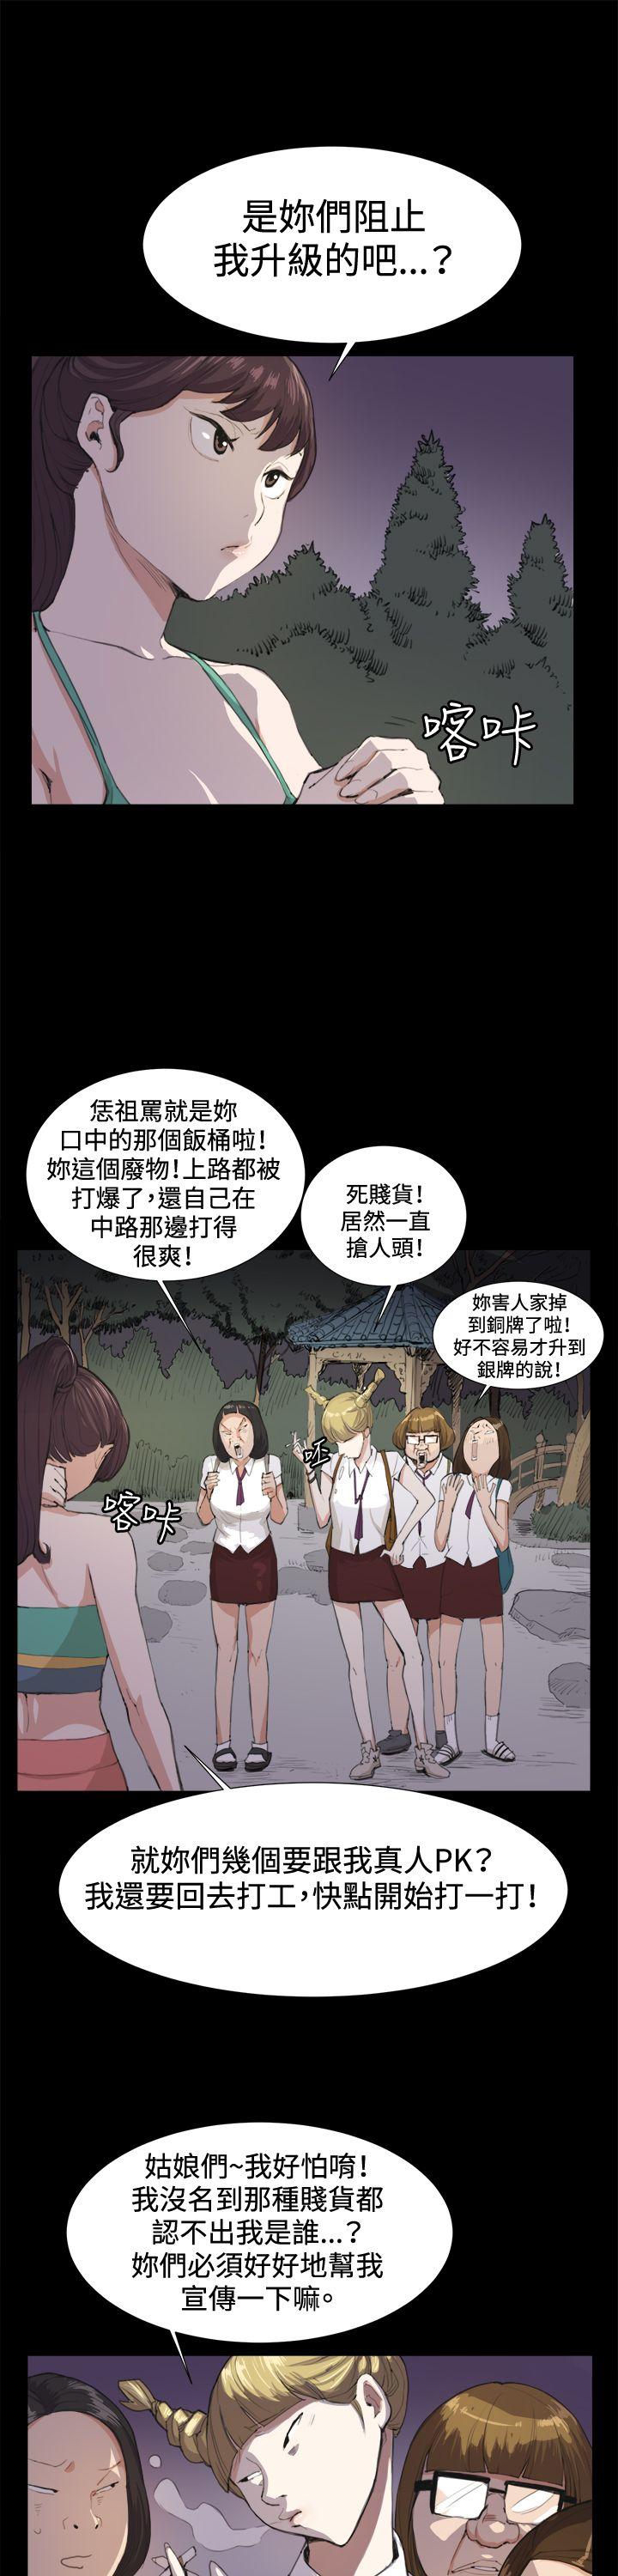 是妳們阻止
我升級的吧...？
喀咔
恁祖罵就是妳
口中的那個飯桶啦！
妳這個廢物！上路都被
打爆了，還自己在
中路那邊打得
很爽！
死賤貨！
居然一直
搶人頭！
妳害人家掉
到銅牌了啦！
好不容易才升到
銀牌的說！
呸
喀咔
就妳們幾個要跟我真人PK？
我還要回去打工，快點開始打一打！
姑娘們~我好怕唷！
我沒名到那種賤貨都
認不出我是誰...？
妳們必須好好地幫我
宣傳一下嘛。